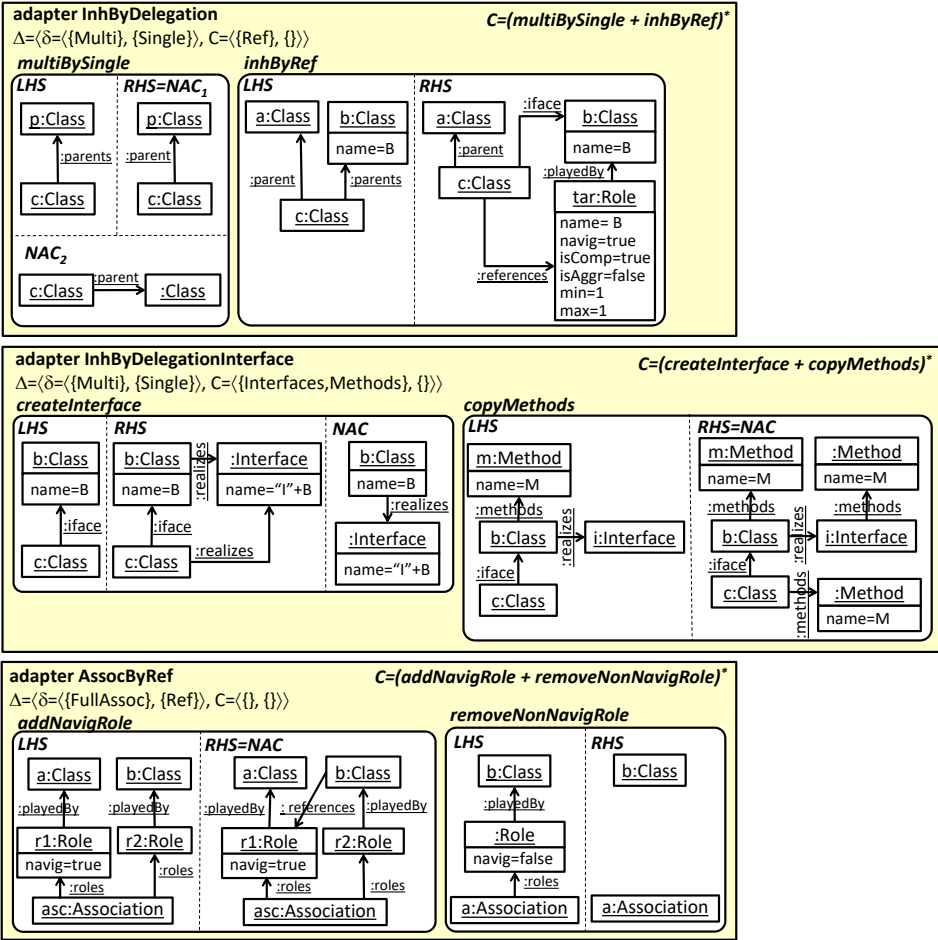 adapter InhByDelegation
C=(multiBySingle + inhByRef)*
Δ=⟨δ=⟨{Multi}, {Single}⟩, C=⟨{Ref}, {}⟩⟩
multiBySingle
LHS
p:Class
:parents
c:Class
RHS=NAC1
p:Class
:parent
c:Class
NAC2
c:Class
:parent
:Class
inhByRef
LHS
a:Class
b:Class
name=B
:parent
:parents
c:Class
RHS
a:Class
:iface
b:Class
name=B
:parent
:playedBy
c:Class
tar:Role
name= B
navig=true
isComp=true
isAggr=false
min=1
max=1
:references
adapter InhByDelegationInterface
C=(createInterface + copyMethods)*
Δ=⟨δ=⟨{Multi}, {Single}⟩, C=⟨{Interfaces,Methods}, {}⟩⟩
createInterface
LHS
b:Class
name=B
:iface
c:Class
RHS
b:Class
name=B
:realizes
:Interface
name="I"+B
:iface
:realizes
c:Class
NAC
b:Class
name=B
:realizes
:Interface
name="I"+B
copyMethods
LHS
m:Method
name=M
:methods
b:Class
:realizes
i:Interface
:iface
c:Class
RHS=NAC
m:Method
name=M
:Method
name=M
:methods
:methods
b:Class
:realizes
i:Interface
:iface
c:Class
:methods
:Method
name=M
adapter AssocByRef
C=(addNavigRole + removeNonNavigRole)*
Δ=⟨δ=⟨{FullAssoc}, {Ref}⟩, C=⟨{}, {}⟩⟩
addNavigRole
LHS
a:Class
b:Class
:playedBy
:playedBy
r1:Role
navig=true
r2:Role
:roles
:roles
asc:Association
RHS=NAC
a:Class
b:Class
:playedBy
: references
:playedBy
r1:Role
navig=true
r2:Role
:roles
:roles
asc:Association
removeNonNavigRole
LHS
b:Class
:playedBy
:Role
navig=false
:roles
a:Association
RHS
b:Class
a:Association